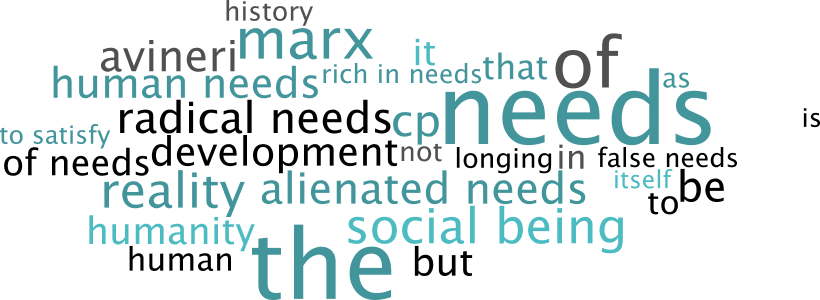 history
avineri marx it of
human needs rich in needs that needs as
to satisfy radical needs cp is
of needs development not longing in false needs
reality alienated needs itself to be
humanity social being
human the but